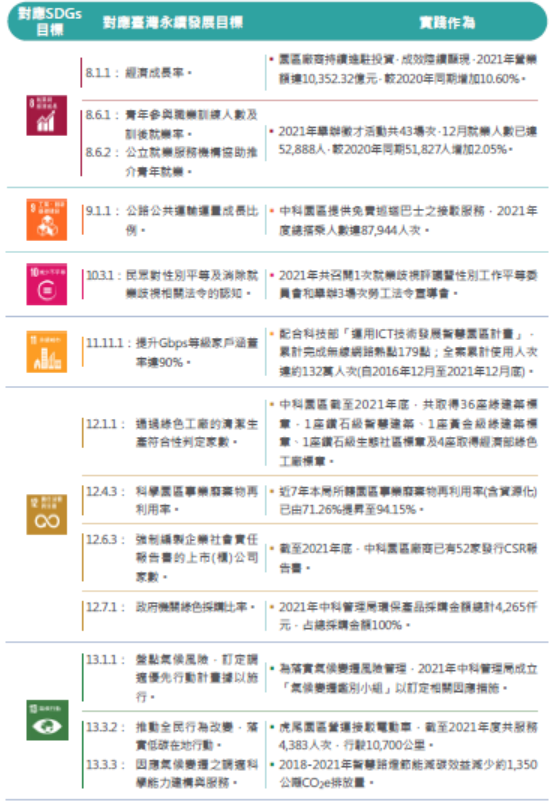 對應SDGs
目標
對應臺灣永續發展目標
實踐作為
8.1.1： 經濟成長率。
• 園區廠商持續進駐投資，成效陸續顯現，2021年營業
額達10,352.32億元，較2020年同期增加10.60%。
8
8.6.1： 青年參與職業訓練人數及
訓後就業率。
8.6.2： 公立就業服務機構協助推
介青年就業。
• 2021年舉辦徵才活動共43場次，12月就業人數已達
52,888人，較2020年同期51,827人增加2.05%。
9
9.1.1： 公路公共運輸運量成長比
例。
• 中科園區提供免費巡迴巴士之接駁服務，2021年
度總搭乘人數達87,944人次。
10
10.3.1： 民眾對性別平等及消除就
業歧視相關法令的認知。
• 2021年共召開1次就業歧視評議暨性別工作平等委
員會和舉辦3場次勞工法令宣導會。
11
11.11.1： 提升Gbps等級家戶涵蓋
率達90%。
• 配合科技部「運用ICT技術發展智慧園區計畫」，
累計完成無線網路熱點179點；全案累計使用人次
達約132萬人次(自2016年12月至2021年12月底)。
12.1.1： 通過綠色工廠的清潔生
產符合性判定家數。
• 中科園區截至2021年底，共取得36座綠建築標
章，1座鑽石級智慧建築、1座黃金級綠建築標
章、1座鑽石級生態社區標章及4座取得經濟部綠色
工廠標章。
12
12.4.3： 科學園區事業廢棄物再
利用率。
• 近7年本局所轄園區事業廢棄物再利用率(含資源化)
已由71.26%提昇至94.15%。
12.6.3： 強制編製企業社會責任
報告書的上市(櫃)公司
家數。
• 截至2021年底，中科園區廠商已有52家發行CSR報
告書。
12.7.1： 政府機關綠色採購比率。
• 2021年中科管理局環保產品採購金額總計4,265仟
元，占總採購金額100%。
13
13.1.1： 盤點氣候風險，訂定調
適優先行動計畫據以施
行。
• 為落實氣候變遷風險管理，2021年中科管理局成立
「氣候變遷鑑別小組」以訂定相關因應措施。
13.3.2： 推動全民行為改變，落
實低碳在地行動。
13.3.3： 因應氣候變遷之調適科
學能力建構與服務。
• 虎尾園區營運接駁電動車，截至2021年度共服務
4,383人次，行駛10,700公里。
• 2018-2021年智慧路燈節能減碳效益減少約1,350
公噸CO₂e排放量。